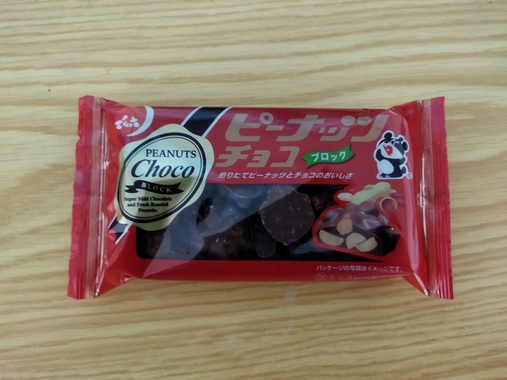 でん六
PEANUTS
Choco
BLOCK
Super Mild Chocolate
and Fresh Roasted
Peanuts.
ピーナッツ
チョコ
ブロック
煎りたてピーナッツとチョコのおいしさ
パッケージの写真はイメージです。